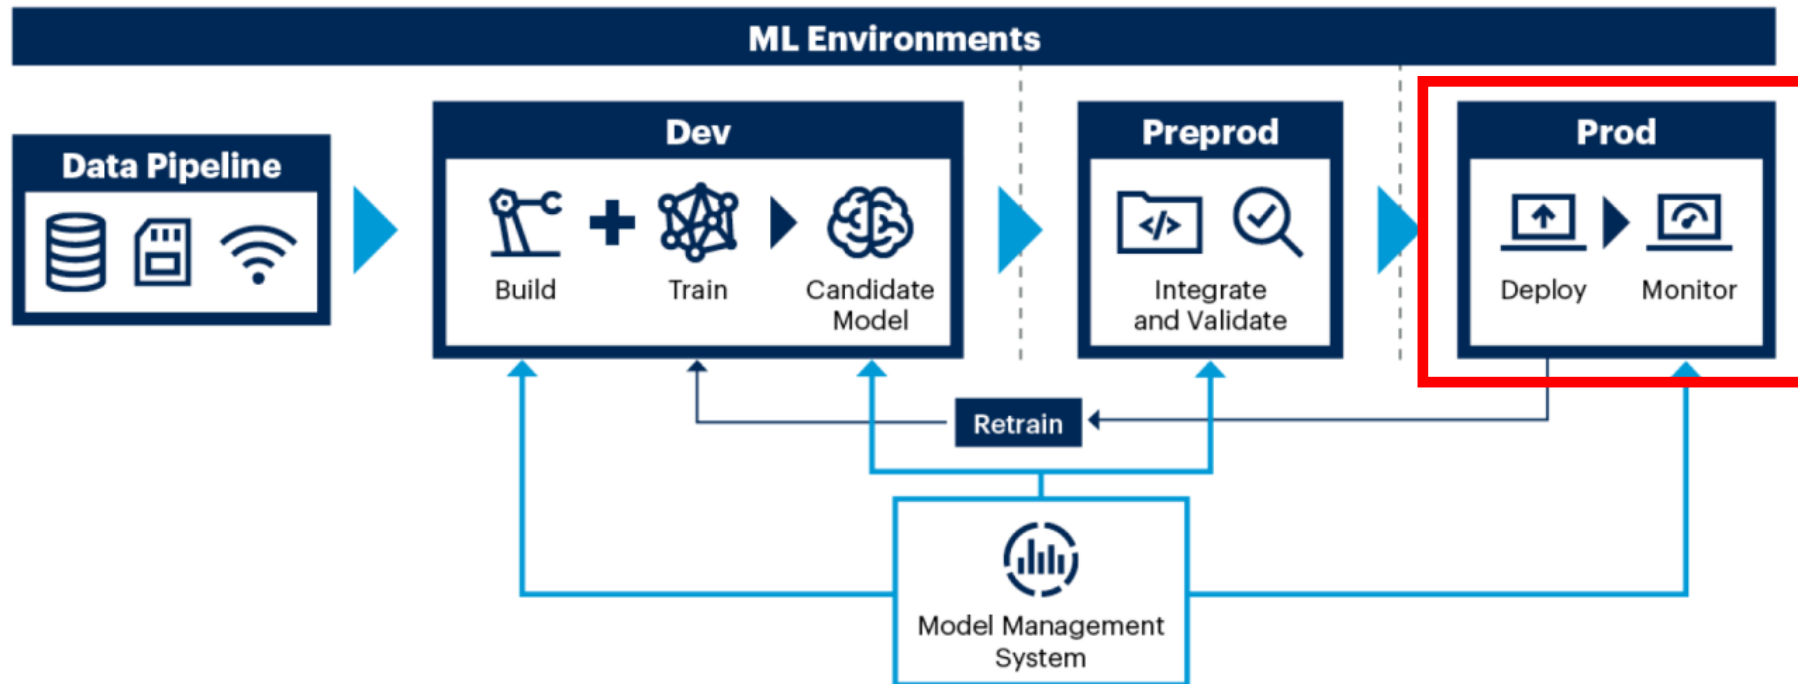 ML Environments
Data Pipeline
Dev
Build
Train
Candidate
Model
Preprod
</>
Integrate
and Validate
Prod
Deploy
Monitor
Retrain
Model Management
System